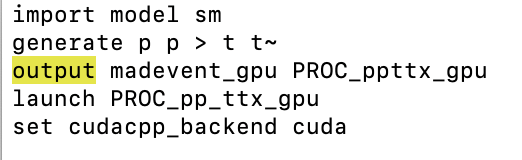 import model sm
generate p p > t t~
output madevent_gpu PROC_ppttx_gpu
launch PROC_pp_ttx_gpu
set cudacpp_backend cuda